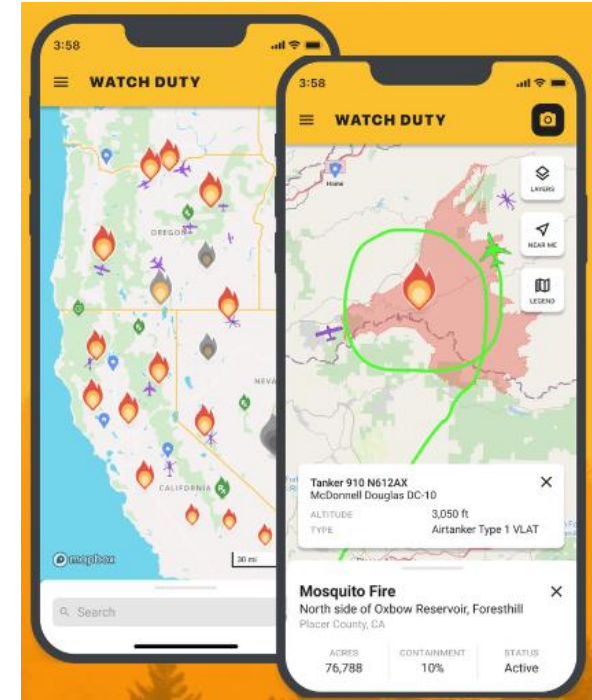 3:58
WATCH DUTY
OREGON
NEVA
CALIFORNIA
mapbox
30 mi
Search
3:58
WATCH DUTY
LAYERS
NEAR ME
LEGEND
Home
Tanker 910 N612AX
McDonnell Douglas DC-10
ALTITUDE 3,050 ft
TYPE Airtanker Type 1 VLAT
Mosquito Fire
North side of Oxbow Reservoir, Foresthill
Placer County, CA
ACRES CONTAINMENT STATUS
76,788 10% Active